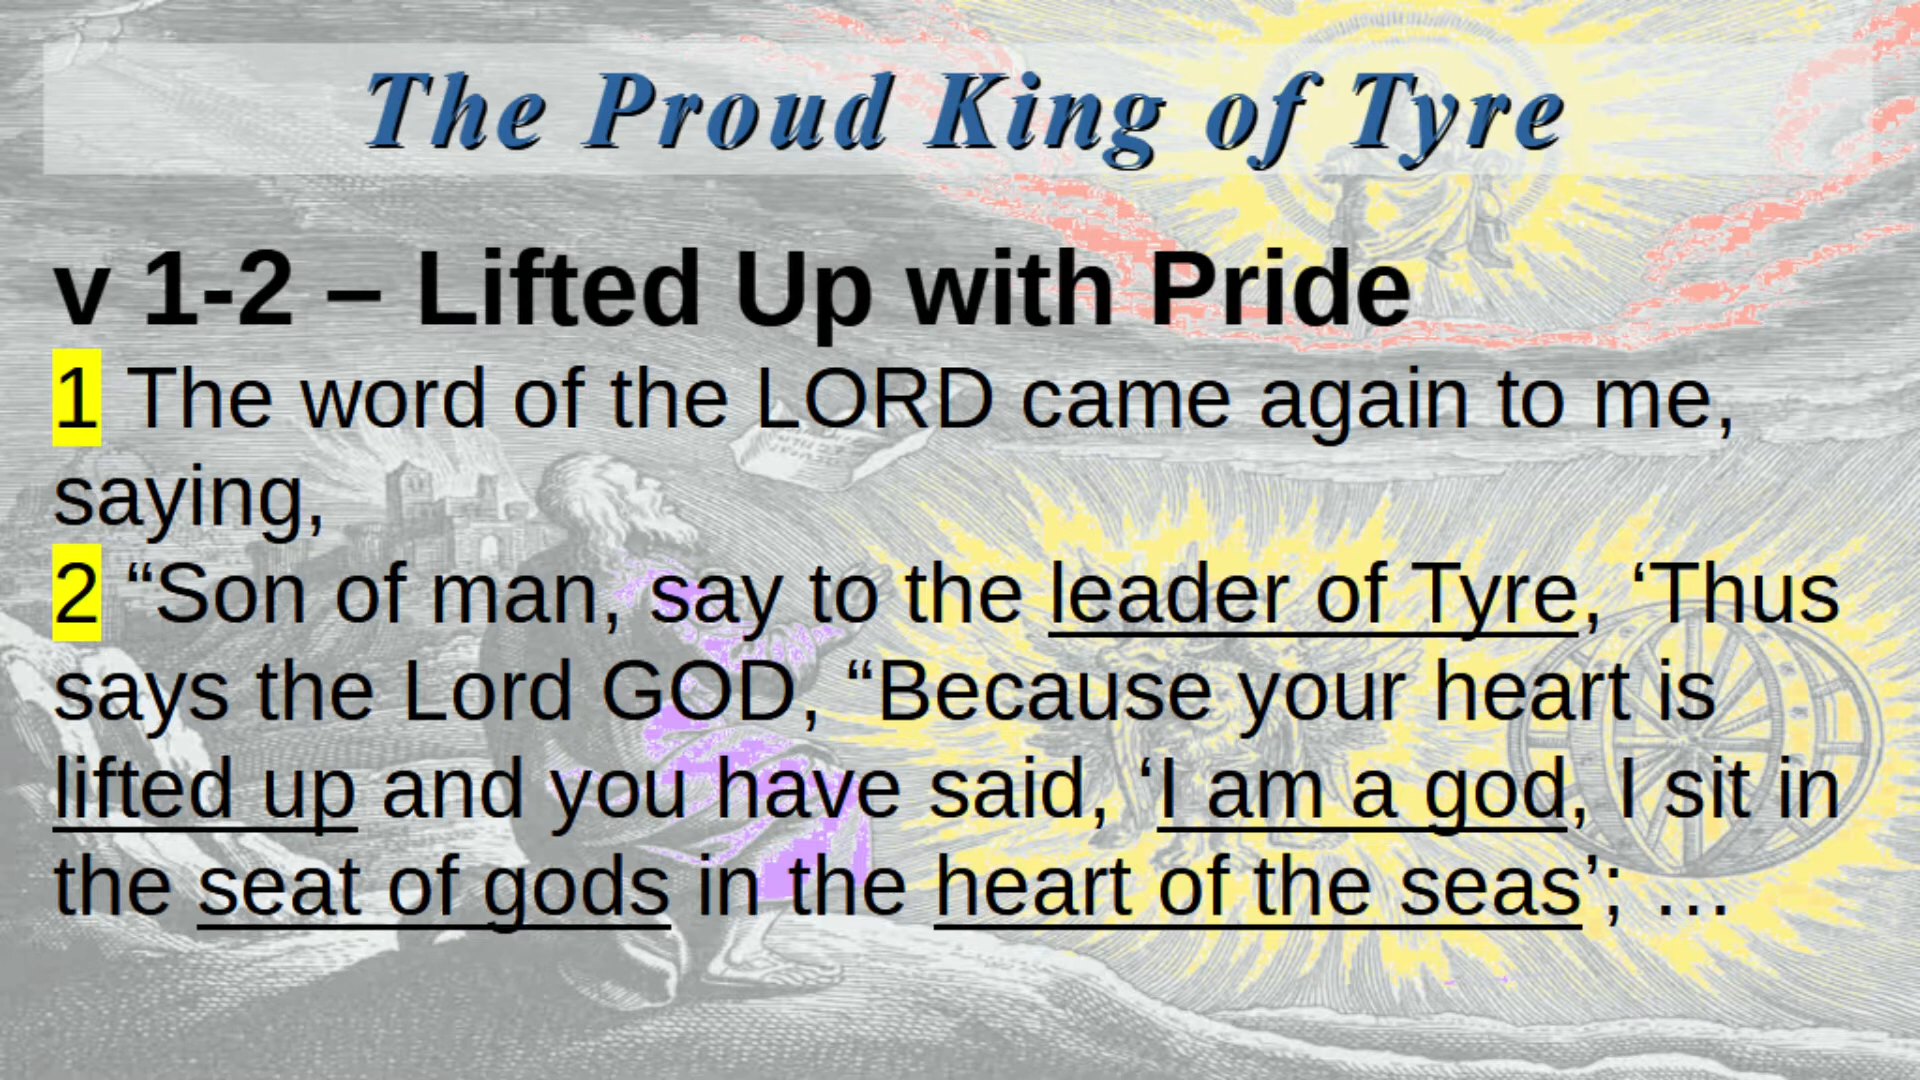 The Proud King of Tyre
v 1-2 – Lifted Up with Pride
1 The word of the LORD came again to me,
saying,
2 “Son of man, say to the leader of Tyre, ‘Thus
says the Lord GOD, “Because your heart is
lifted up and you have said, ‘I am a god, I sit in
the seat of gods in the heart of the seas’; …